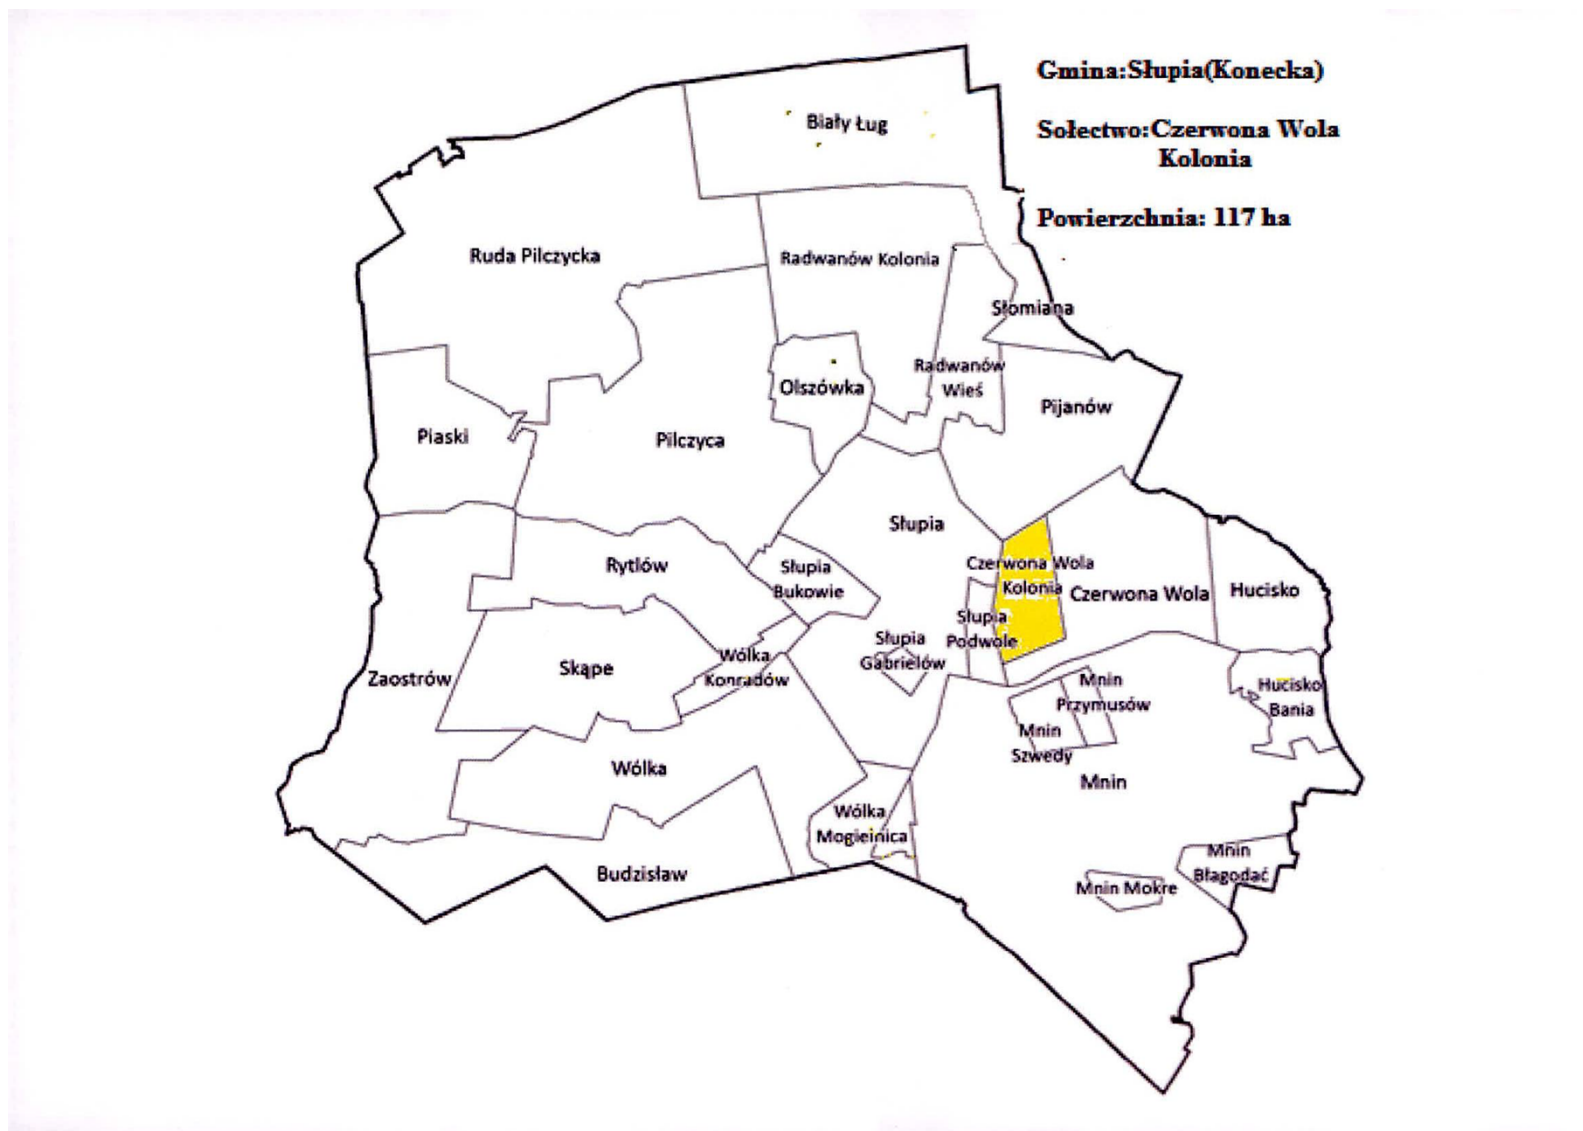 Gmina:Słupia(Konecka)
Sołectwo:Czerwona Wola
Kolonia
Powierzchnia: 117 ha
Biały Ług
Ruda Pilczycka
Radwanów Kolonia
Słomiana
Radwanów
Wieś
Olszówka
Pijanów
Piaski
Pilczyca
Słupia
Rytlów
Słupia
Bukowie
Czerwona Wola
Kolonia
Czerwona Wola
Hucisko
Słupia
Podwole
Słupia
Gabrielów
Zaostrów
Skąpe
Wólka
Konradów
Mnin
Przymusów
Hucisko
Bania
Mnin
Szwedy
Wólka
Mnin
Wólka
Mogielnica
Budzisław
Mnin
Błagodać
Mnin Mokre